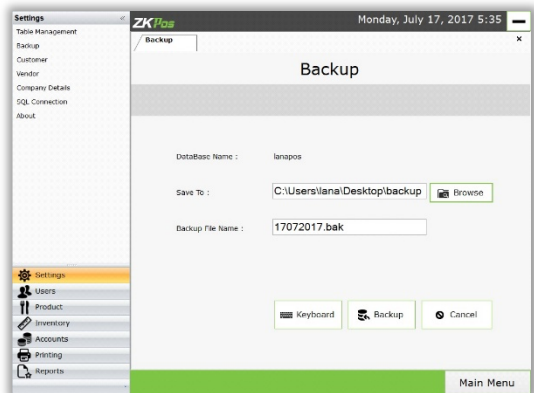 Settings «
Table Management
Backup
Customer
Vendor
Company Details
SQL Connection
About
Settings
Users
Product
Inventory
Accounts
Printing
Reports
ZKPos
Monday, July 17, 2017 5:35
Backup
×
Backup
DataBase Name : lanapos
Save To : C:\Users\lana\Desktop\backup Browse
Backup File Name : 17072017.bak
Keyboard Backup Cancel
Main Menu